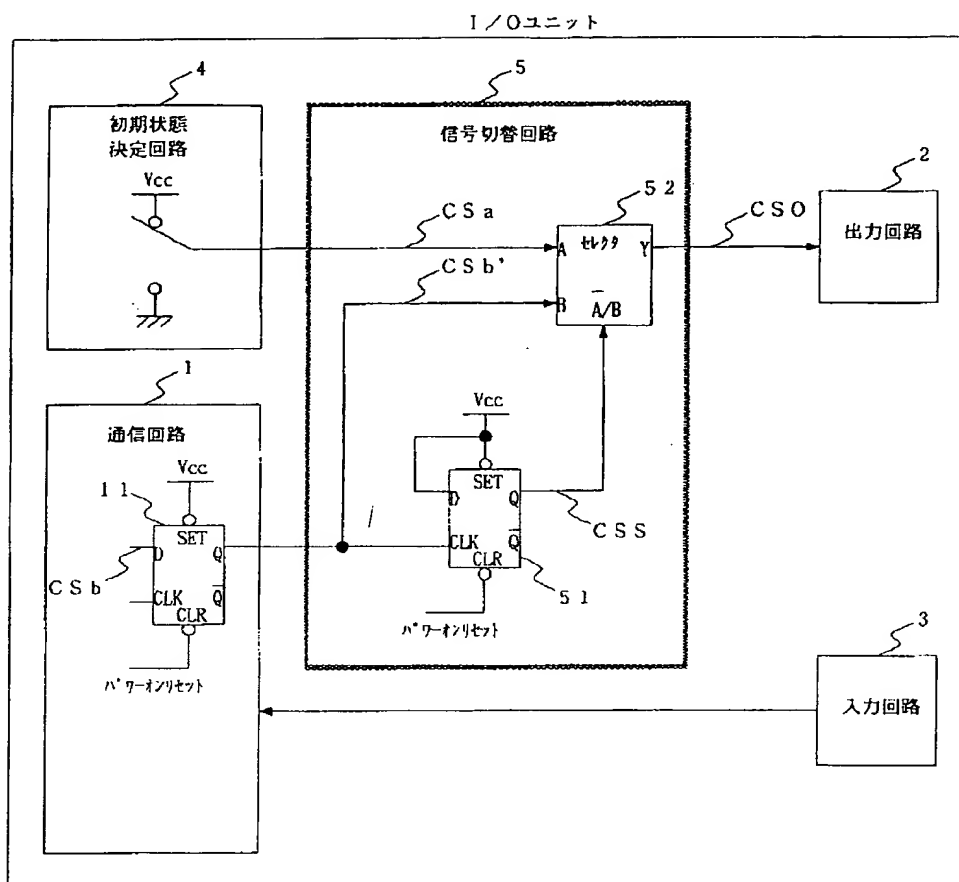 I/Oユニット
4
初期状態
決定回路
Vcc
5
信号切替回路
CSa
CSb'
52
A セレクタ Y
B A̅/B
CSO
2
出力回路
1
通信回路
Vcc
11
SET
D Q
CSb
CLK Q̅
CLR
パワーオンリセット
Vcc
SET
D Q
CSS
CLK Q̅
CLR
51
パワーオンリセット
3
入力回路